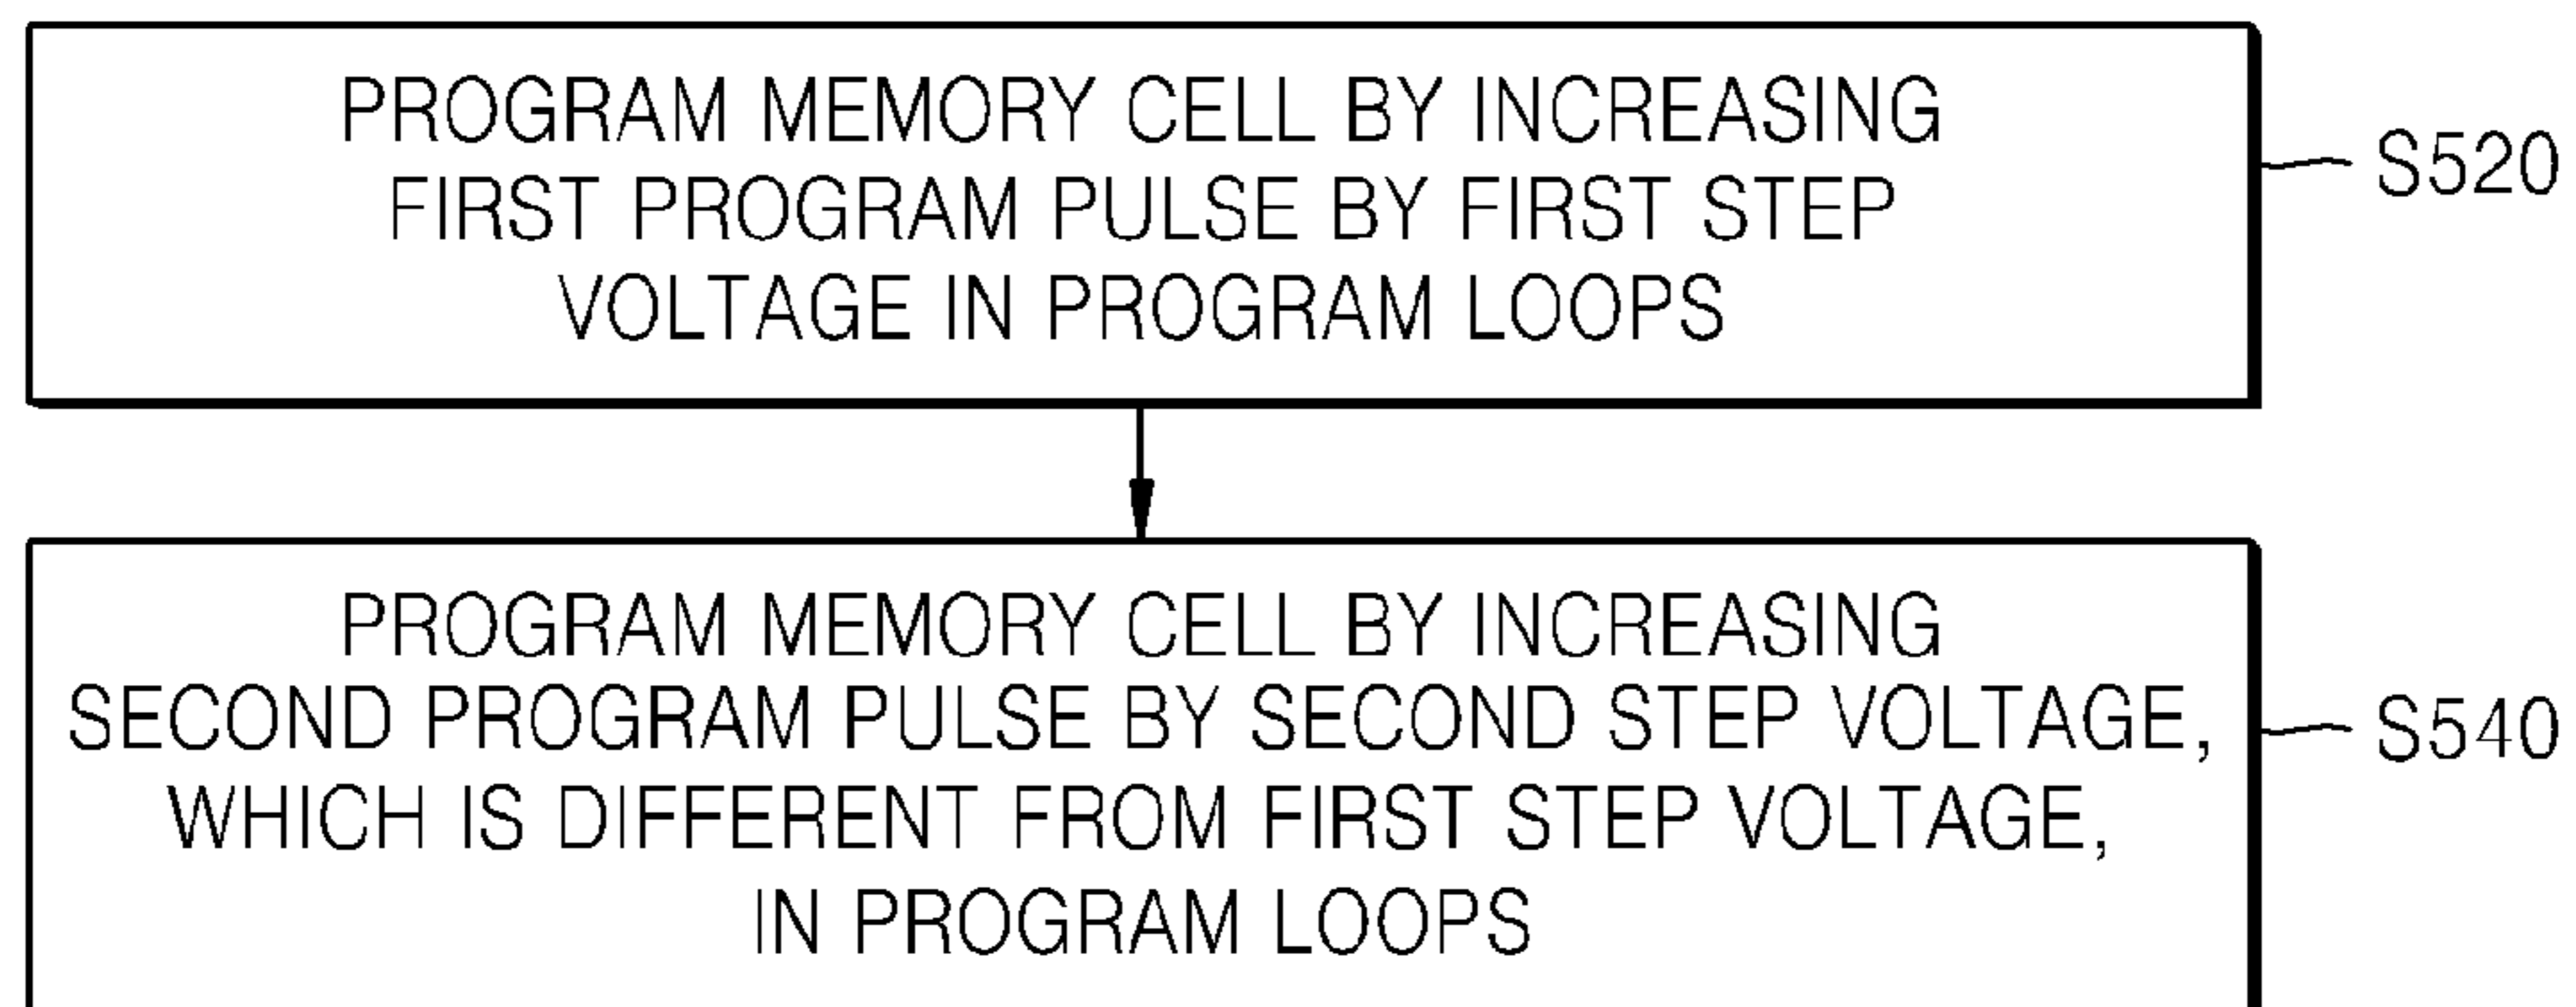 PROGRAM MEMORY CELL BY INCREASING
FIRST PROGRAM PULSE BY FIRST STEP
VOLTAGE IN PROGRAM LOOPS
S520
PROGRAM MEMORY CELL BY INCREASING
SECOND PROGRAM PULSE BY SECOND STEP VOLTAGE,
WHICH IS DIFFERENT FROM FIRST STEP VOLTAGE,
IN PROGRAM LOOPS
S540